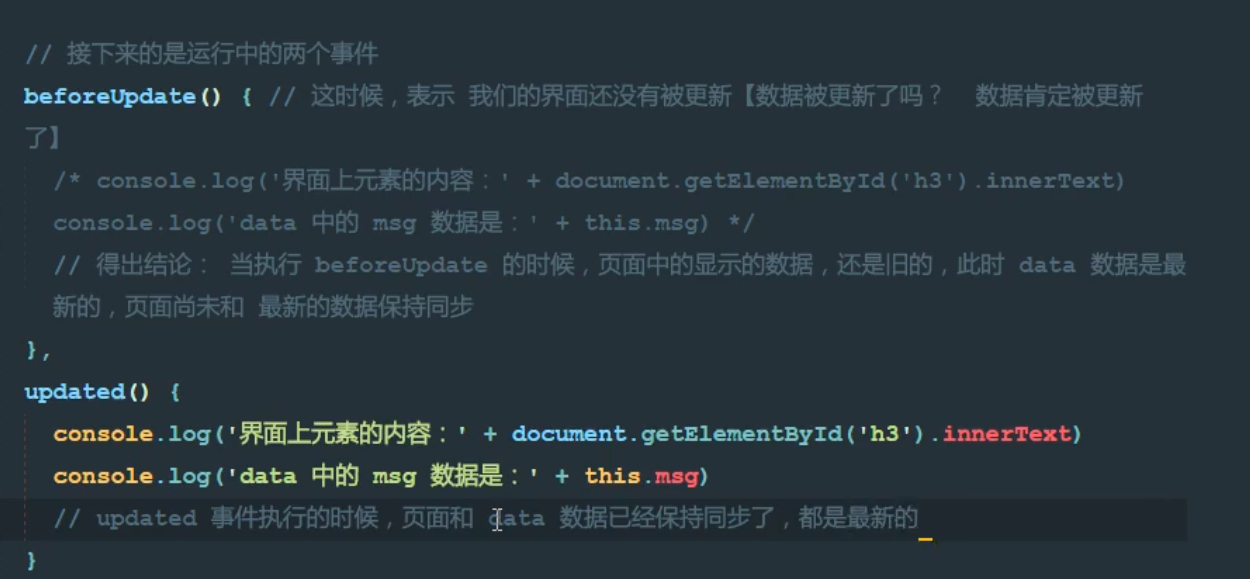 // 接下来的是运行中的两个事件
beforeUpdate() { // 这时候，表示 我们的界面还没有被更新【数据被更新了吗？  数据肯定被更新
了】
/* console.log('界面上元素的内容：' + document.getElementById('h3').innerText)
console.log('data 中的 msg 数据是：' + this.msg) */
// 得出结论： 当执行 beforeUpdate 的时候，页面中的显示的数据，还是旧的，此时 data 数据是最
新的，页面尚未和 最新的数据保持同步
},
updated() {
console.log('界面上元素的内容：' + document.getElementById('h3').innerText)
console.log('data 中的 msg 数据是：' + this.msg)
// updated 事件执行的时候，页面和 data 数据已经保持同步了，都是最新的
}